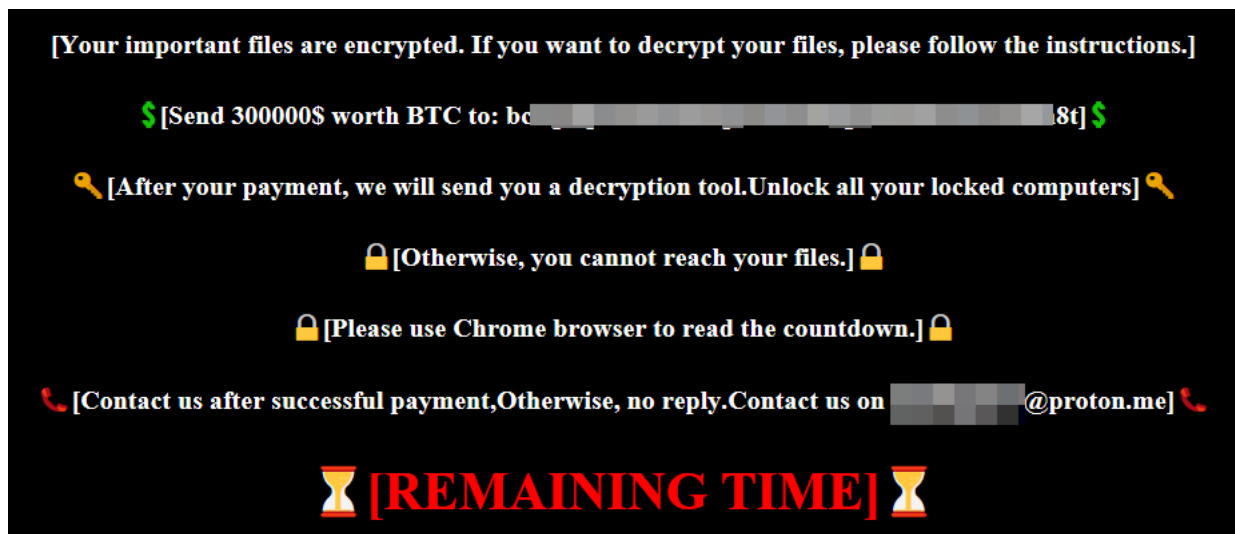 [Your important files are encrypted. If you want to decrypt your files, please follow the instructions.]
$[Send 300000$ worth BTC to: bc 8t]$
[After your payment, we will send you a decryption tool.Unlock all your locked computers]
[Otherwise, you cannot reach your files.]
[Please use Chrome browser to read the countdown.]
[Contact us after successful payment,Otherwise, no reply.Contact us on @proton.me]
[REMAINING TIME]